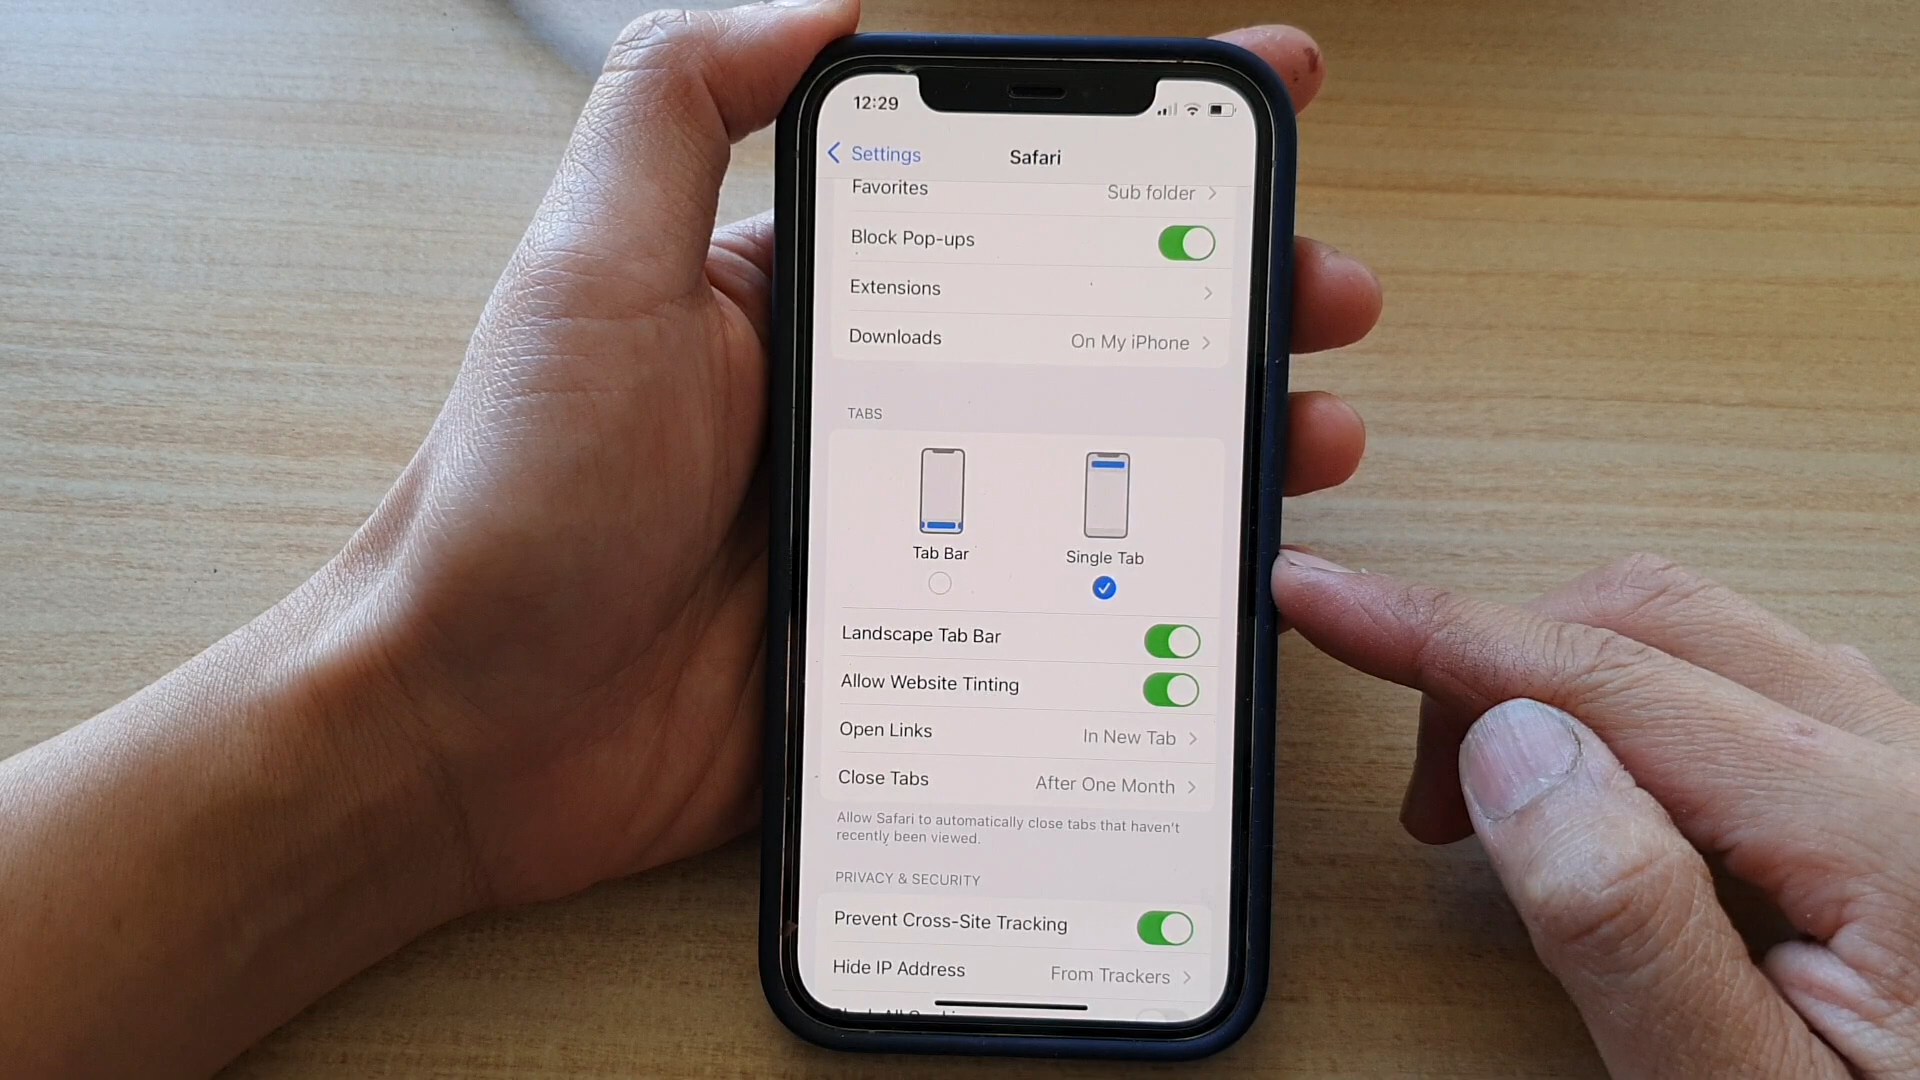 12:29
Settings
Safari
Favorites Sub folder
Block Pop-ups
Extensions
Downloads On My iPhone
TABS
Tab Bar
Single Tab
Landscape Tab Bar
Allow Website Tinting
Open Links In New Tab
Close Tabs After One Month
Allow Safari to automatically close tabs that haven't
recently been viewed.
PRIVACY & SECURITY
Prevent Cross-Site Tracking
Hide IP Address From Trackers